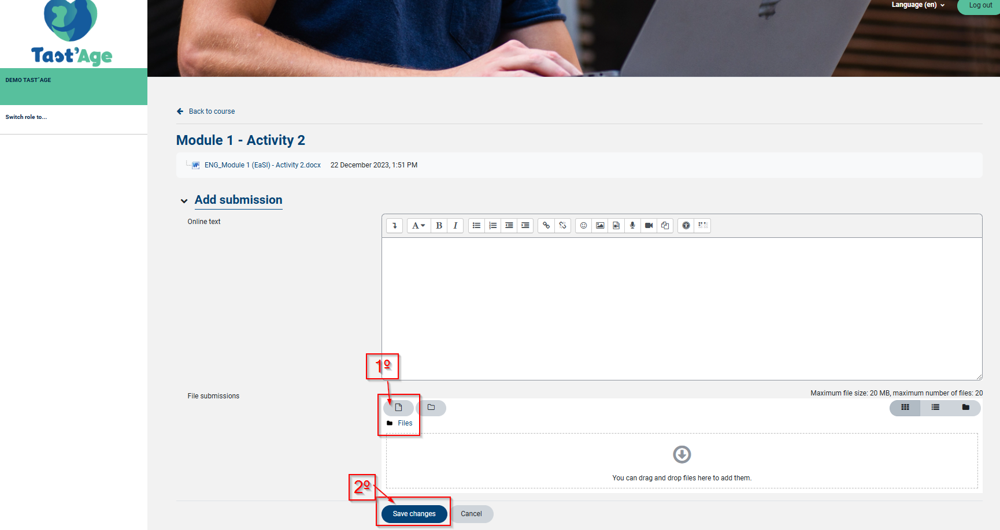 Language (en)
Log out
Tast'Age
DEMO TAST´AGE
Switch role to...
Back to course
Module 1 - Activity 2
ENG_Module 1 (EaSI) - Activity 2.docx 22 December 2023, 1:51 PM
Add submission
Online text
A B I
1º
File submissions
Maximum file size: 20 MB, maximum number of files: 20
Files
You can drag and drop files here to add them.
2º
Save changes
Cancel